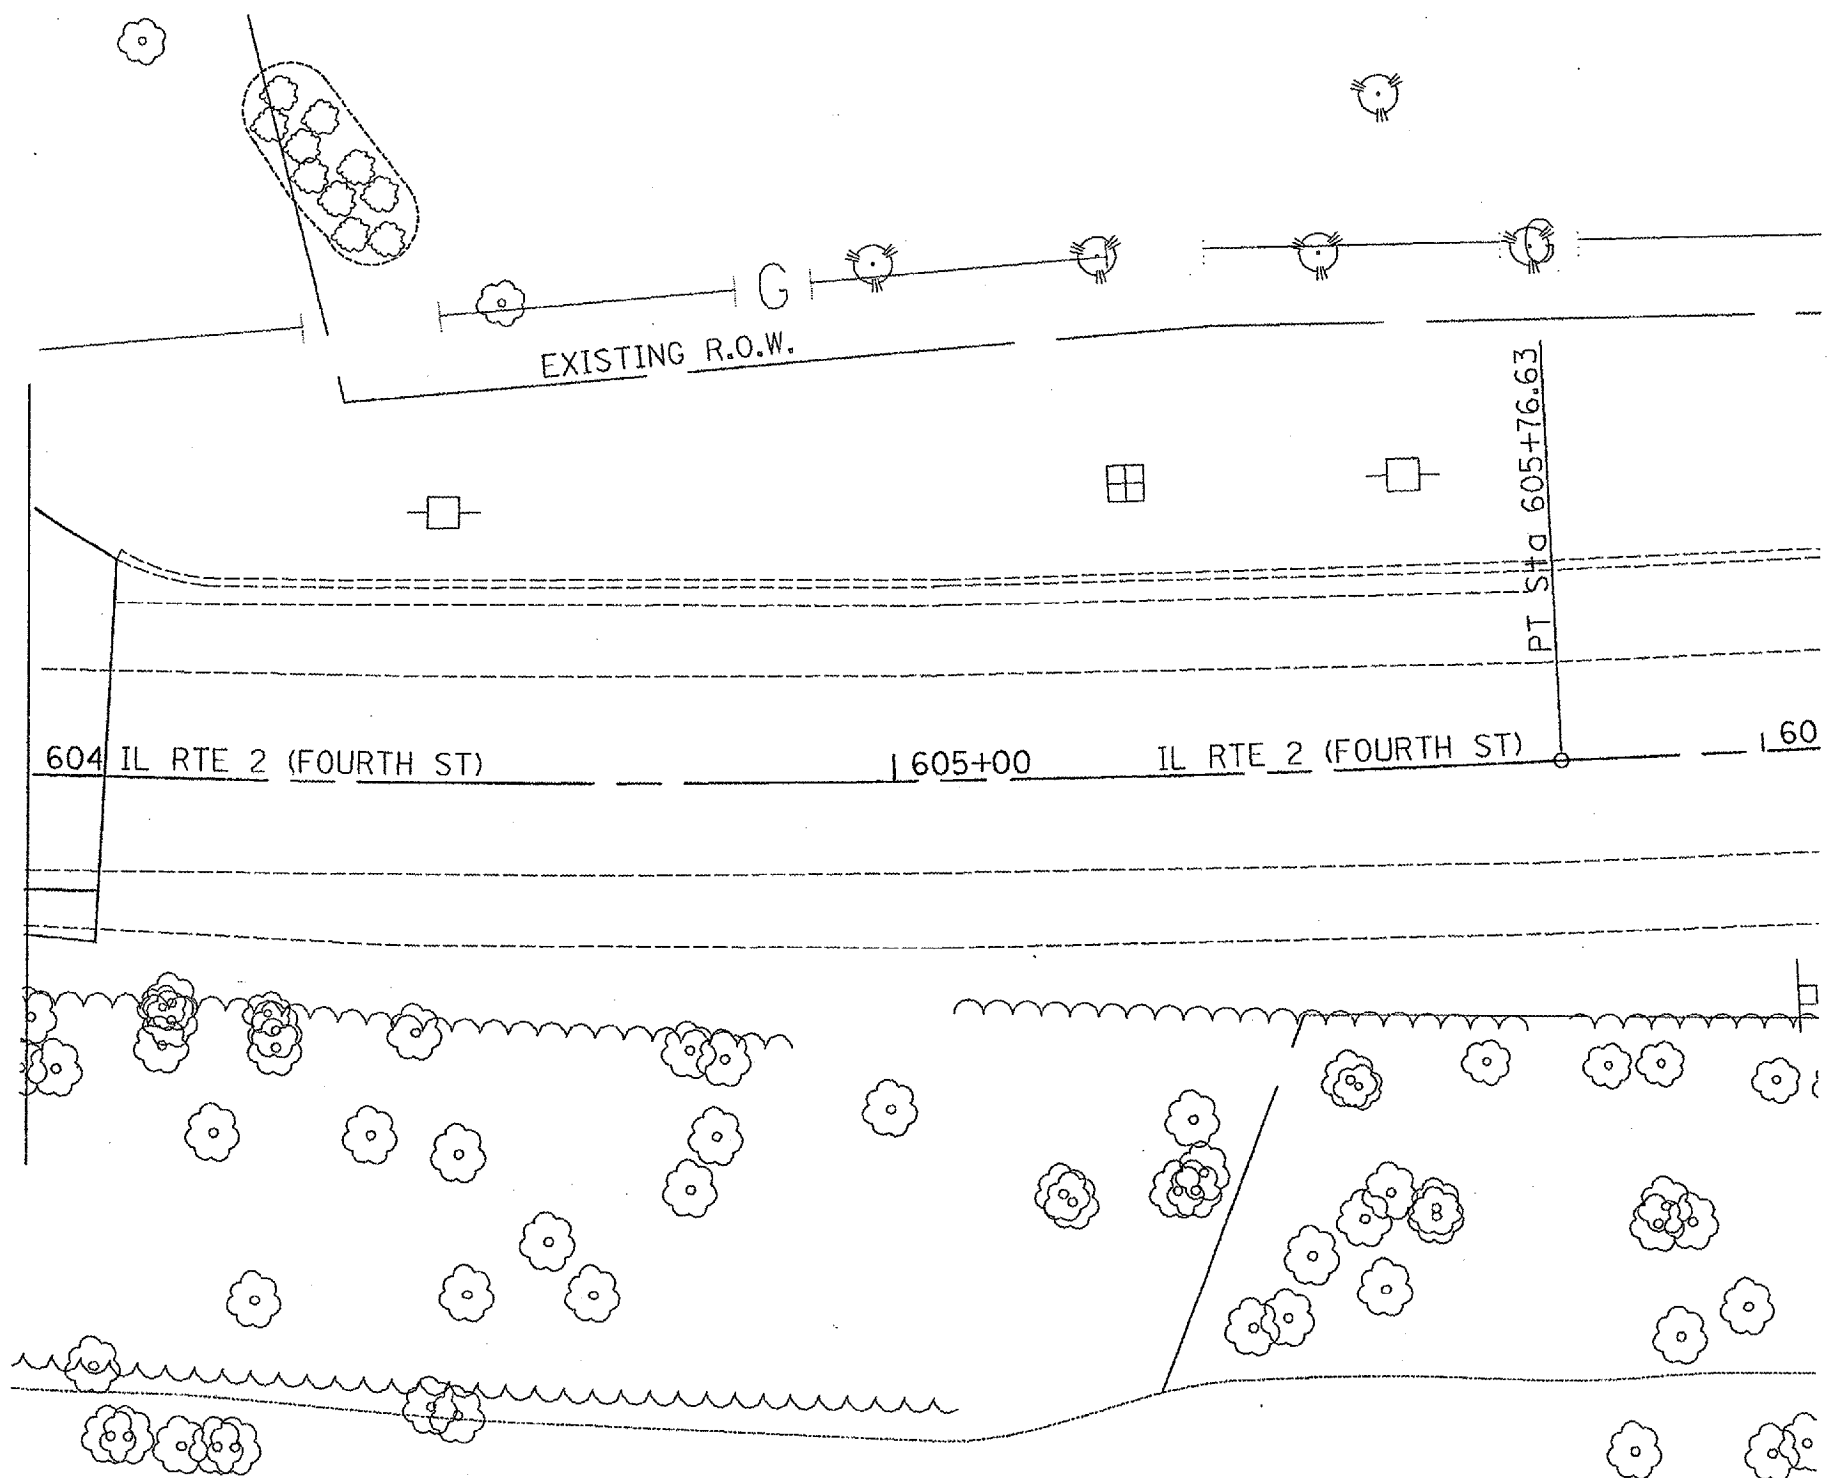 G
G
EXISTING R.O.W.
PT Sta 605+76.63
604 IL RTE 2 (FOURTH ST)
605+00
IL RTE 2 (FOURTH ST)
60